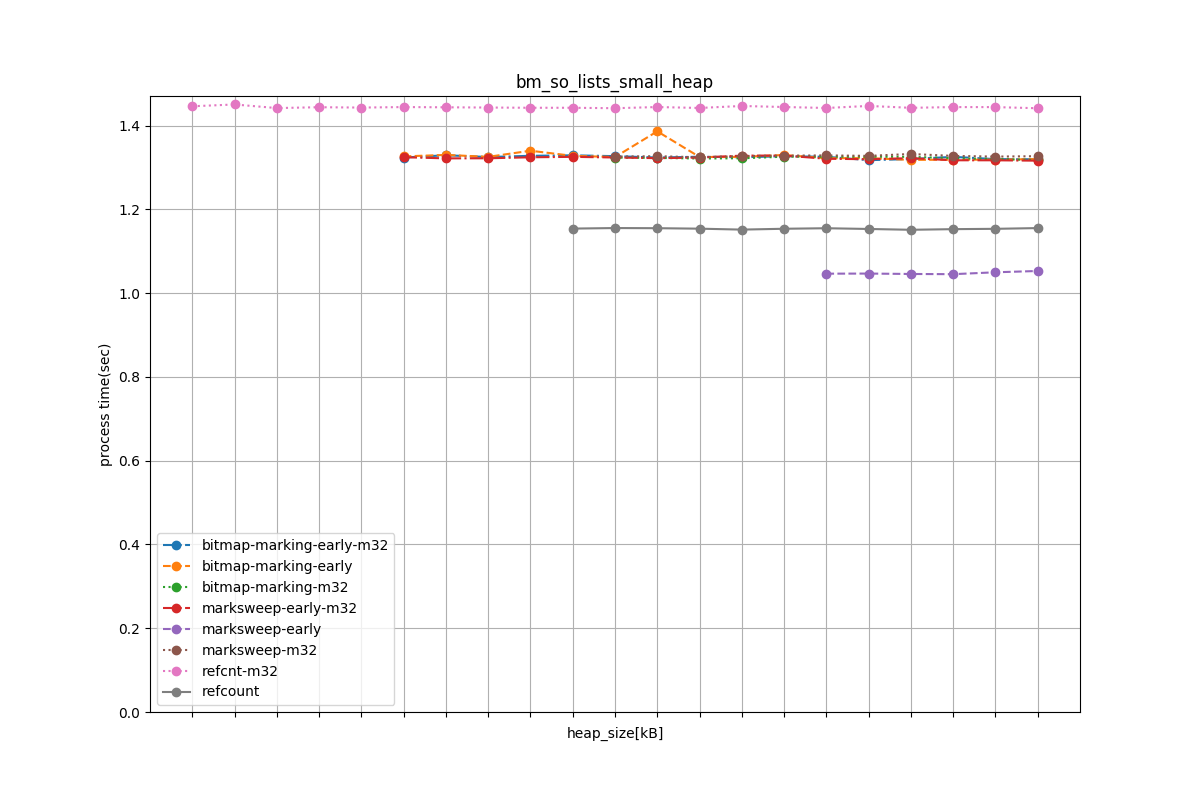 bm_so_lists_small_heap
process time(sec)
1.4
1.2
1.0
0.8
0.6
0.4
0.2
0.0
bitmap-marking-early-m32
bitmap-marking-early
bitmap-marking-m32
marksweep-early-m32
marksweep-early
marksweep-m32
refcnt-m32
refcount
heap_size[kB]